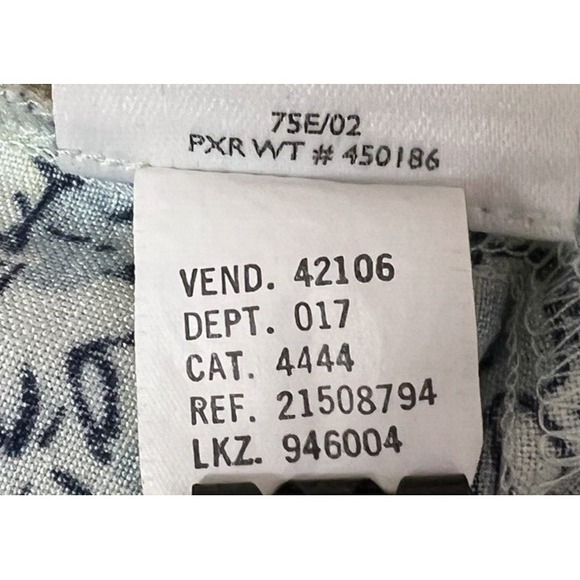 75E/02
PXR WT # 450186
VEND. 42106
DEPT. 017
CAT. 4444
REF. 21508794
LKZ. 946004